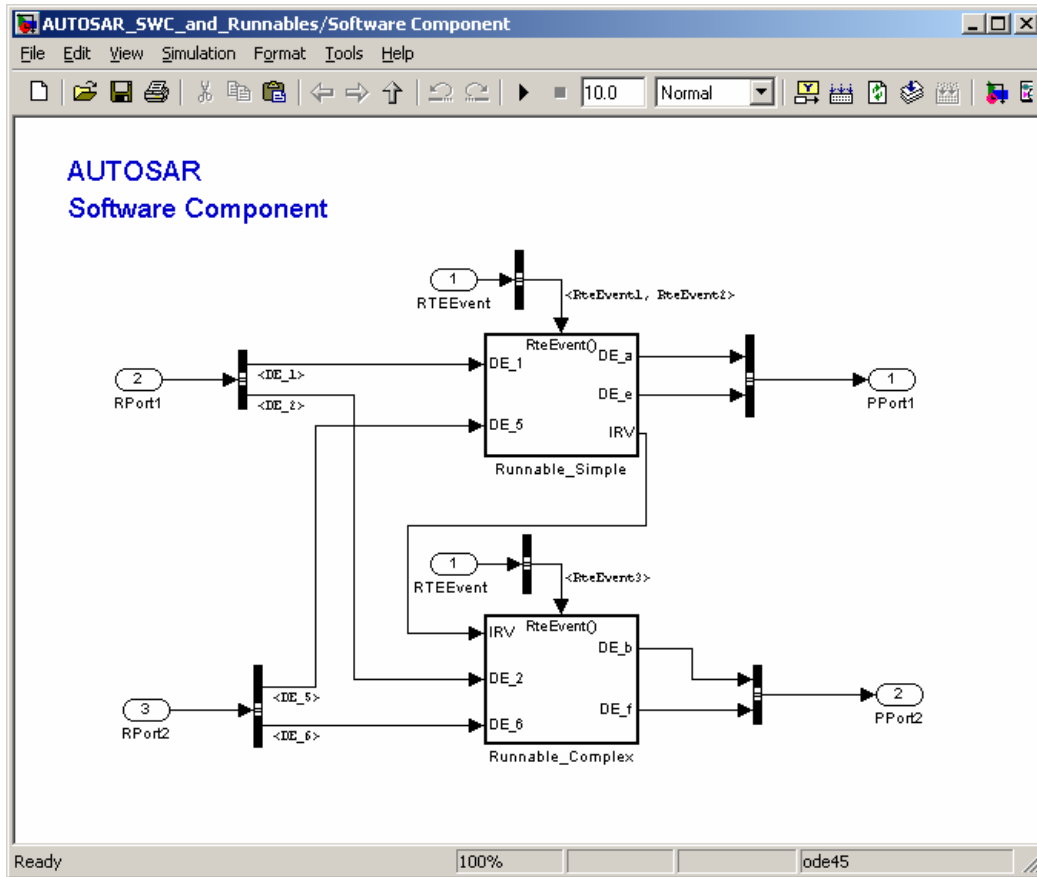 AUTOSAR_SWC_and_Runnables/Software Component
File Edit View Simulation Format Tools Help
10.0 Normal
AUTOSAR
Software Component
1
RTEEvent
<RteEvent1, RteEvent2>
RteEvent()
2
RPort1
<DE_1>
<DE_2>
DE_1
DE_5
DE_a
DE_e
IRV
Runnable_Simple
1
PPort1
1
RTEEvent
<RteEvent3>
RteEvent()
3
RPort2
<DE_5>
<DE_6>
IRV
DE_2
DE_6
DE_b
DE_f
Runnable_Complex
2
PPort2
Ready 100% ode45